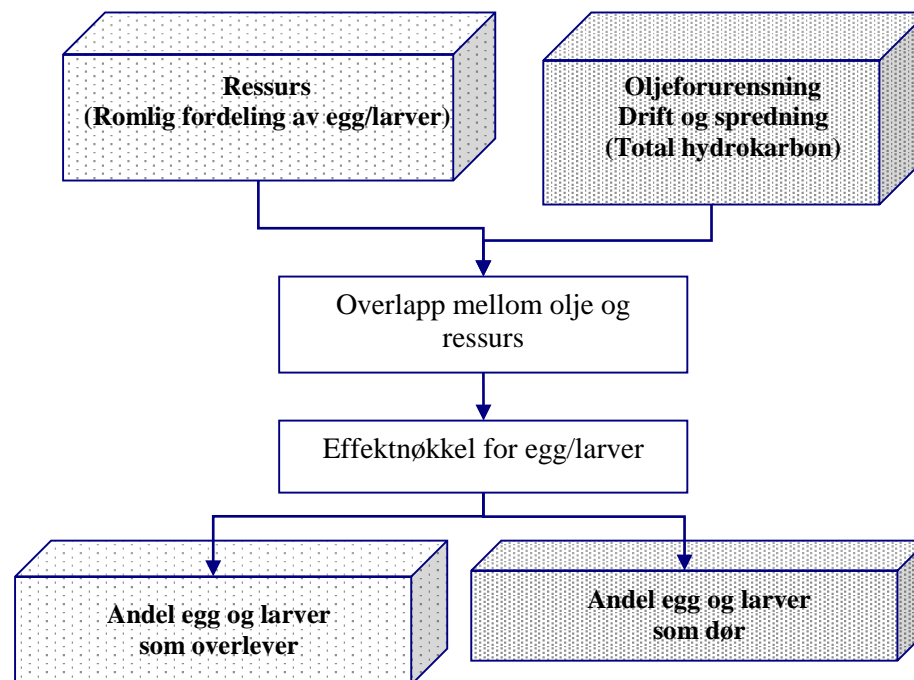 Ressurs
(Romlig fordeling av egg/larver)
Oljeforurensning
Drift og spredning
(Total hydrokarbon)
Overlapp mellom olje og
ressurs
Effektnøkkel for egg/larver
Andel egg og larver
som overlever
Andel egg og larver
som dør